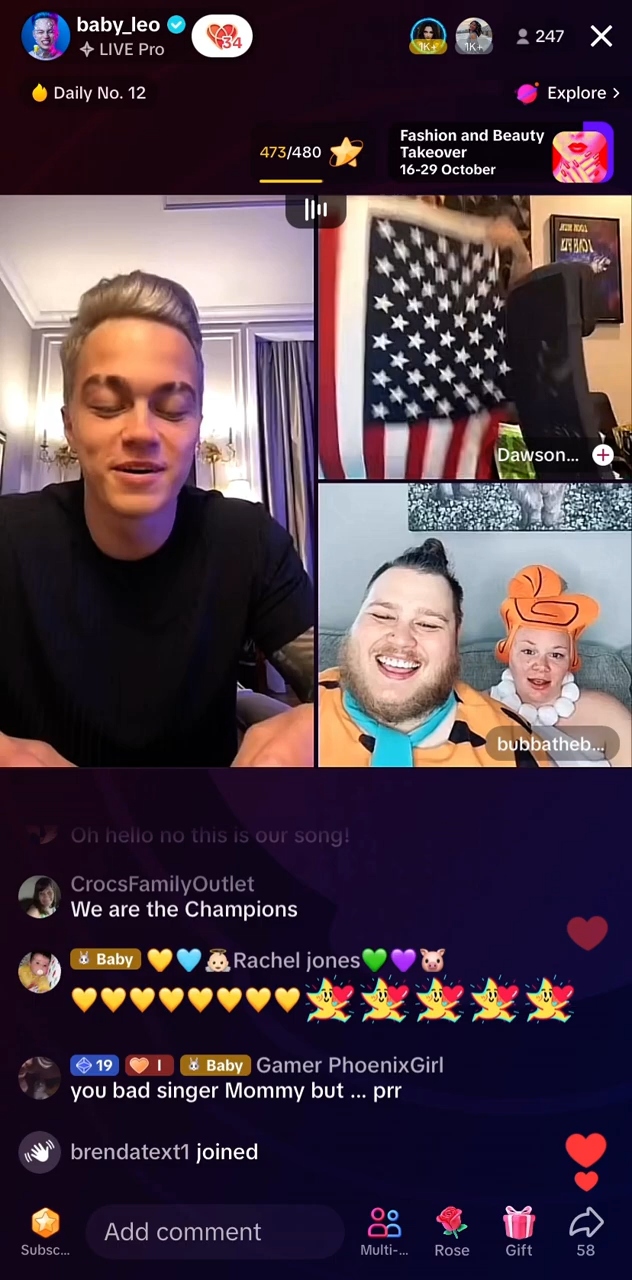 baby_leo
LIVE Pro
34
1K+
1K+
247
Daily No. 12
Explore >
473/480
Fashion and Beauty
Takeover
16-29 October
Dawson...
bubbatheb...
Oh hello no this is our song!
CrocsFamilyOutlet
We are the Champions
Baby 💛🩵👼🏻Rachel jones💚💜🐷
💛💛💛💛💛💛💛💛
19 I Baby Gamer PhoenixGirl
you bad singer Mommy but ... prr
brendatext1 joined
Subsc...
Add comment
Multi-...
Rose
Gift
58